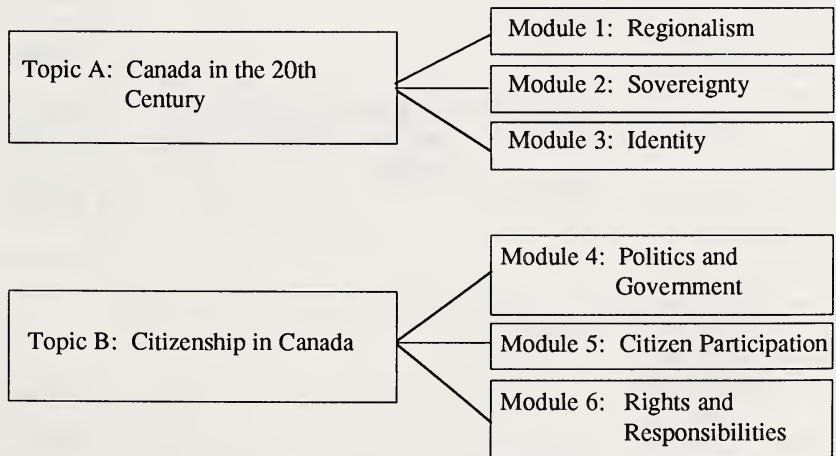 Topic A: Canada in the 20th
Century
Module 1: Regionalism
Module 2: Sovereignty
Module 3: Identity
Topic B: Citizenship in Canada
Module 4: Politics and
Government
Module 5: Citizen Participation
Module 6: Rights and
Responsibilities